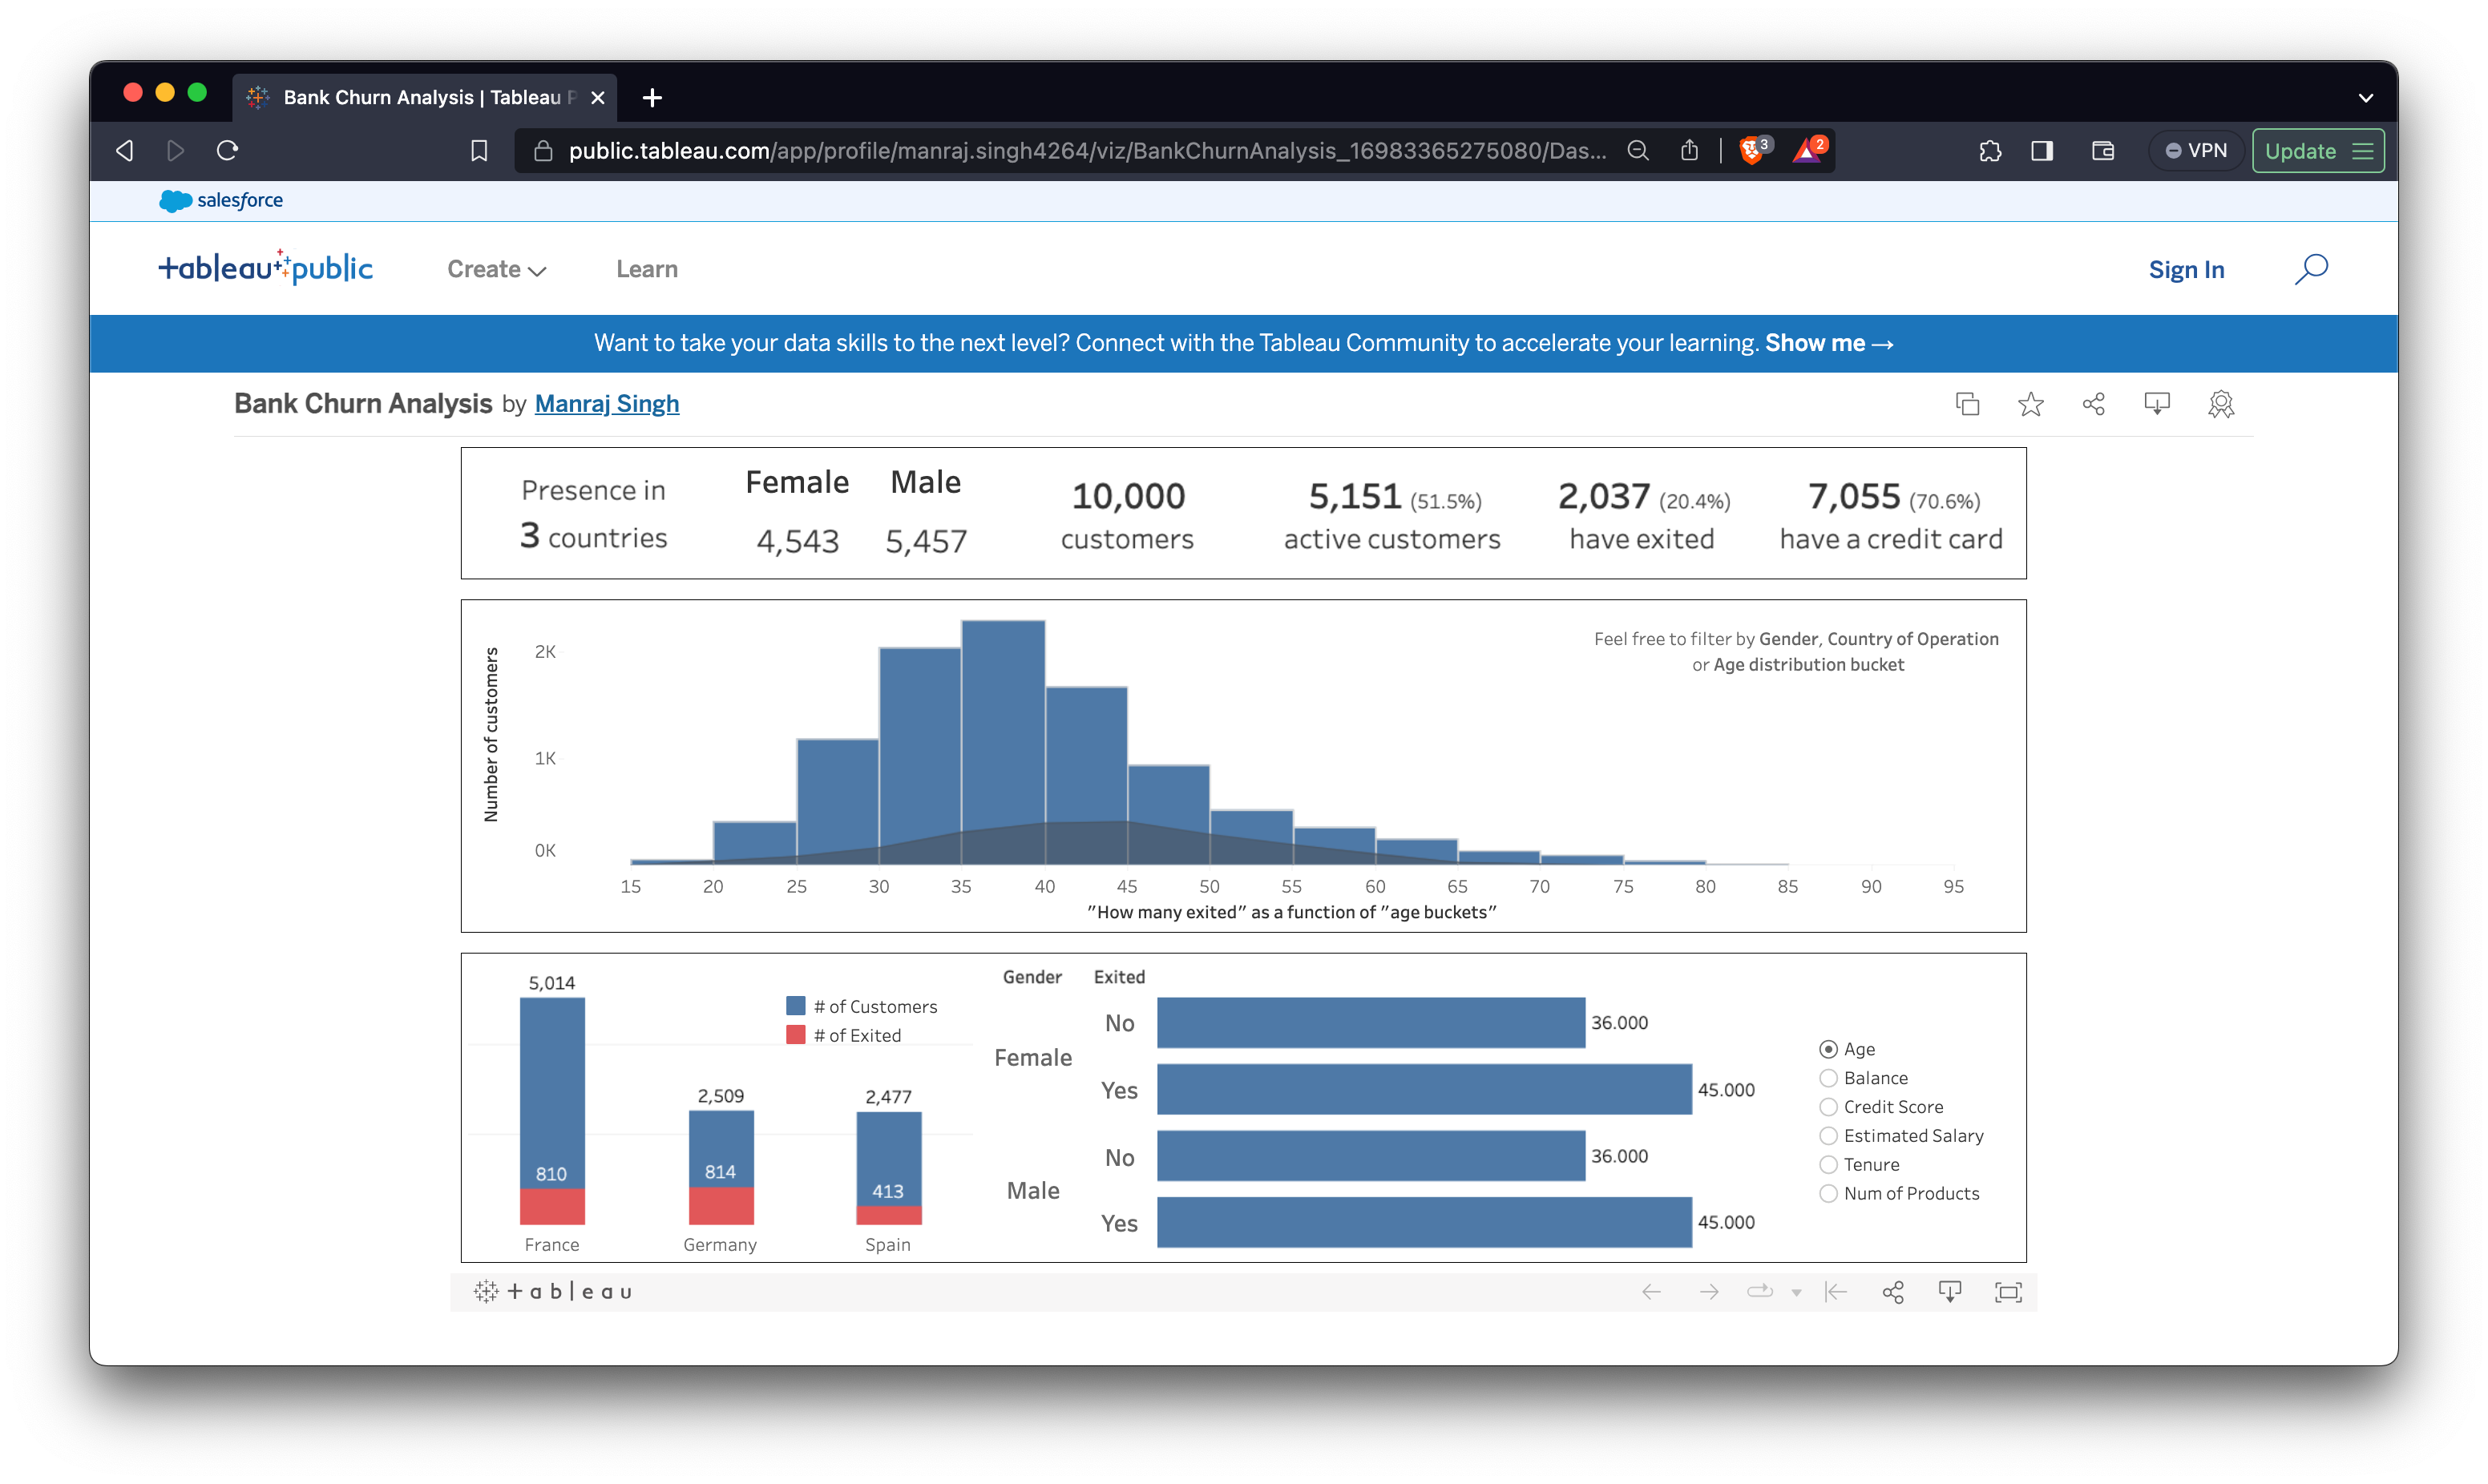 Bank Churn Analysis | Tableau P
public.tableau.com/app/profile/manraj.singh4264/viz/BankChurnAnalysis_16983365275080/Das...
3
2
VPN
Update
salesforce
tableau public
Create
Learn
Sign In
Want to take your data skills to the next level? Connect with the Tableau Community to accelerate your learning. Show me →
Bank Churn Analysis by Manraj Singh
Presence in
3 countries
Female Male
4,543 5,457
10,000
customers
5,151 (51.5%)
active customers
2,037 (20.4%)
have exited
7,055 (70.6%)
have a credit card
Number of customers
2K
1K
0K
Feel free to filter by Gender, Country of Operation
or Age distribution bucket
15 20 25 30 35 40 45 50 55 60 65 70 75 80 85 90 95
"How many exited" as a function of "age buckets"
5,014
2,509
2,477
810
814
413
France Germany Spain
# of Customers
# of Exited
Gender Exited
Female
No 36.000
Yes 45.000
Male
No 36.000
Yes 45.000
Age
Balance
Credit Score
Estimated Salary
Tenure
Num of Products
+ a b l e a u